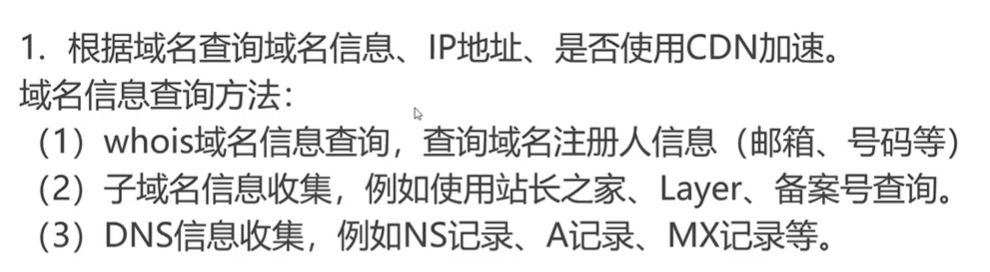 1. 根据域名查询域名信息、IP地址、是否使用CDN加速。
域名信息查询方法：
（1）whois域名信息查询，查询域名注册人信息（邮箱、号码等）
（2）子域名信息收集，例如使用站长之家、Layer、备案号查询。
（3）DNS信息收集，例如NS记录、A记录、MX记录等。